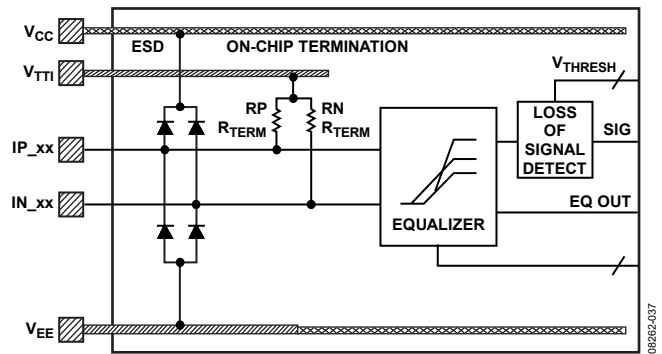 VCC
ESD
ON-CHIP TERMINATION
VTTI
VTHRESH
RP
RTERM
RN
RTERM
LOSS
OF
SIGNAL
DETECT
SIG
IP_xx
IN_xx
EQUALIZER
EQ OUT
VEE
08262-037